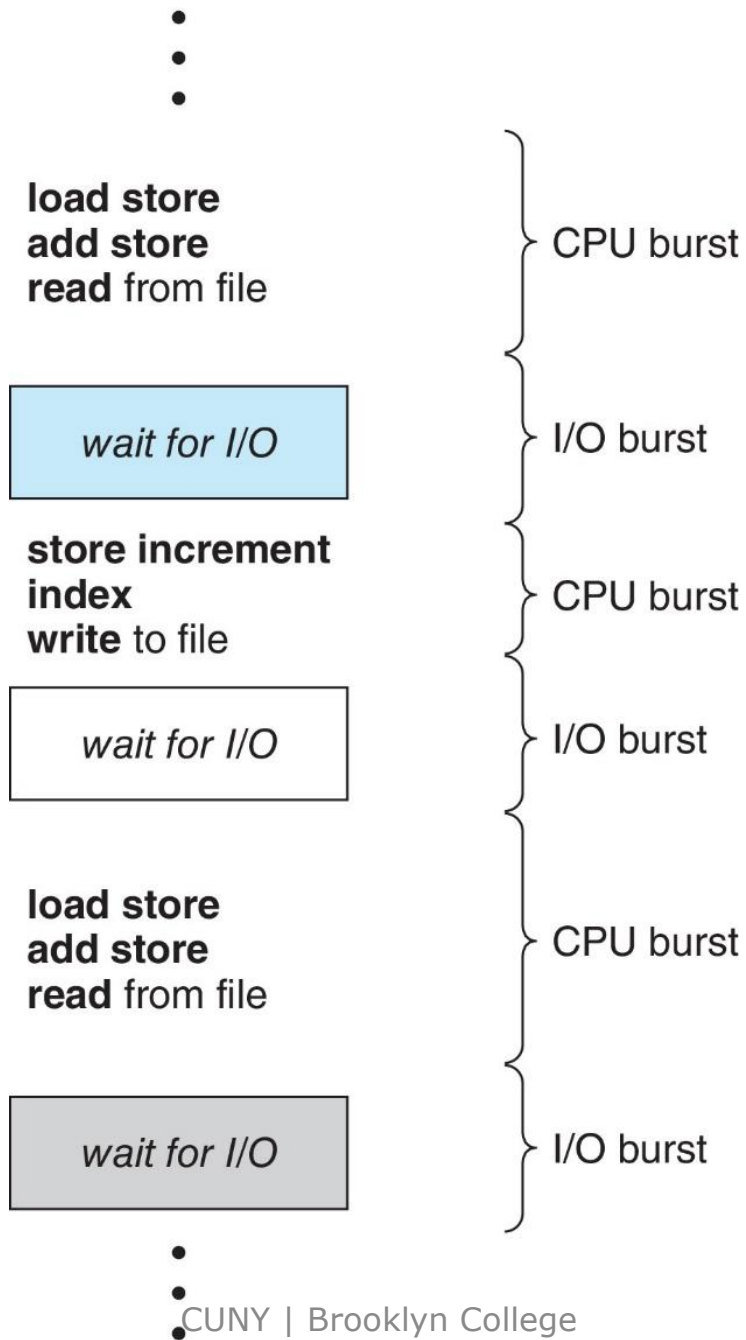 load store
add store
read from file
CPU burst
wait for I/O
I/O burst
store increment
index
write to file
CPU burst
wait for I/O
I/O burst
load store
add store
read from file
CPU burst
wait for I/O
I/O burst
CUNY | Brooklyn College